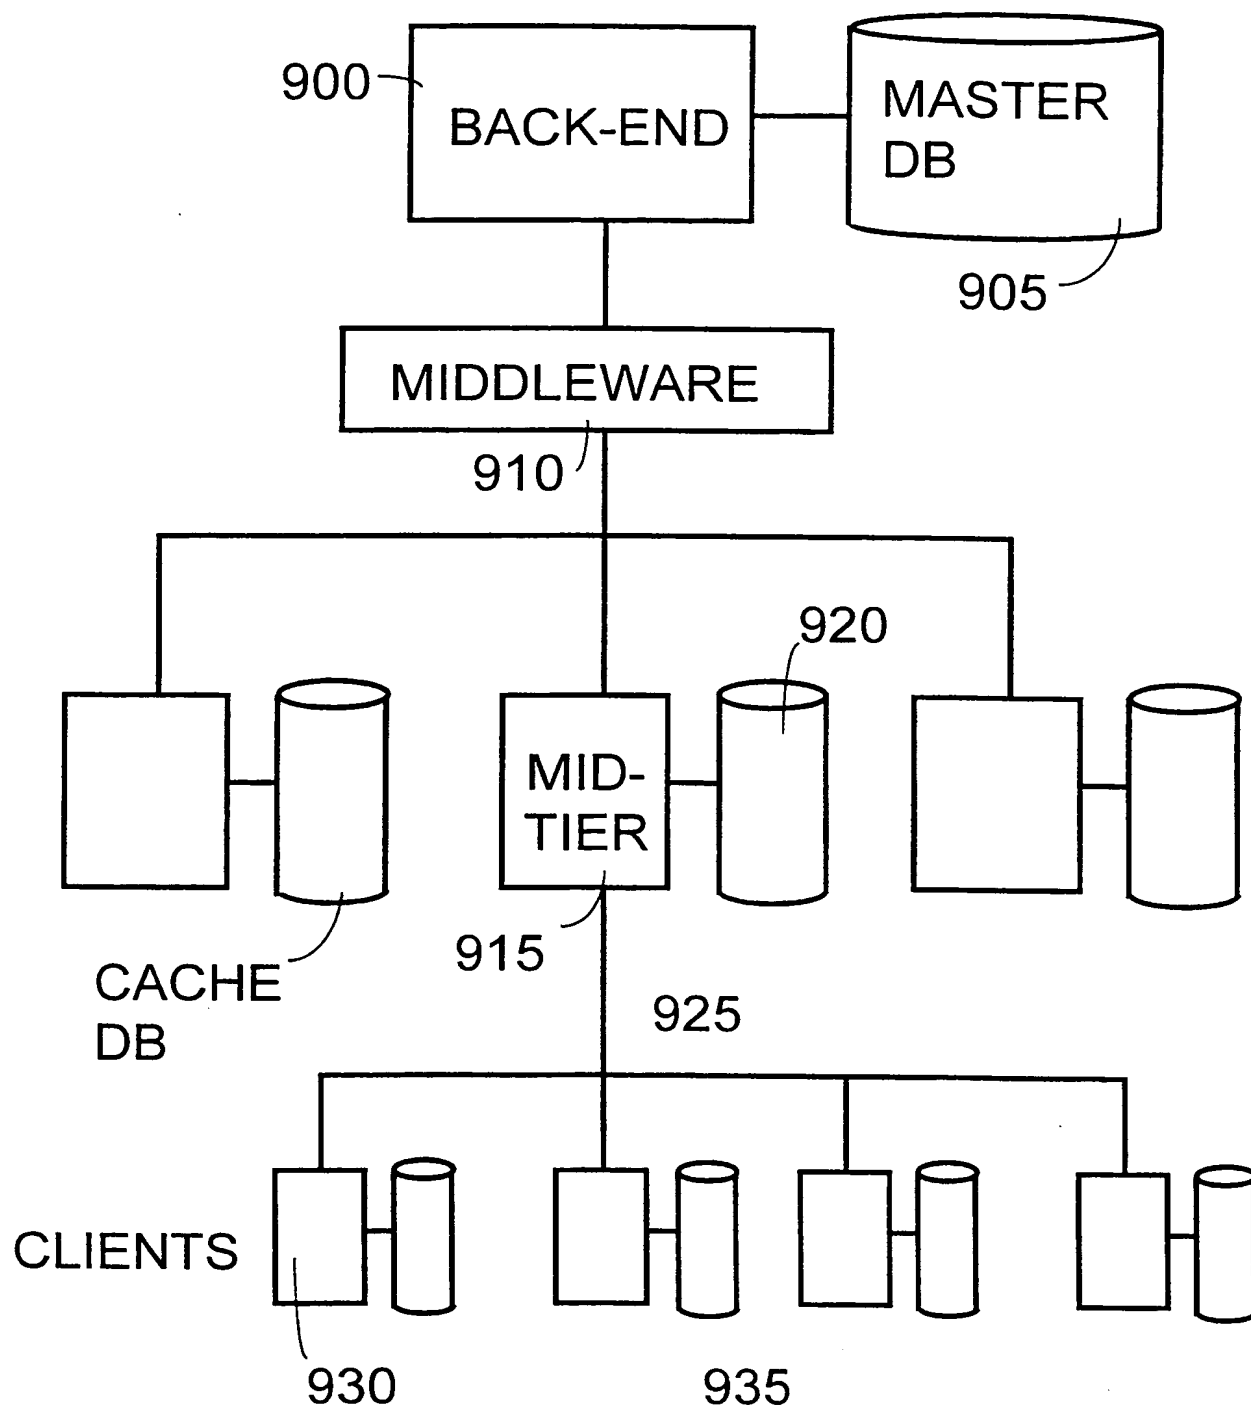 900
BACK-END
MASTER
DB
905
MIDDLEWARE
910
920
MID-
TIER
915
CACHE
DB
925
CLIENTS
930
935